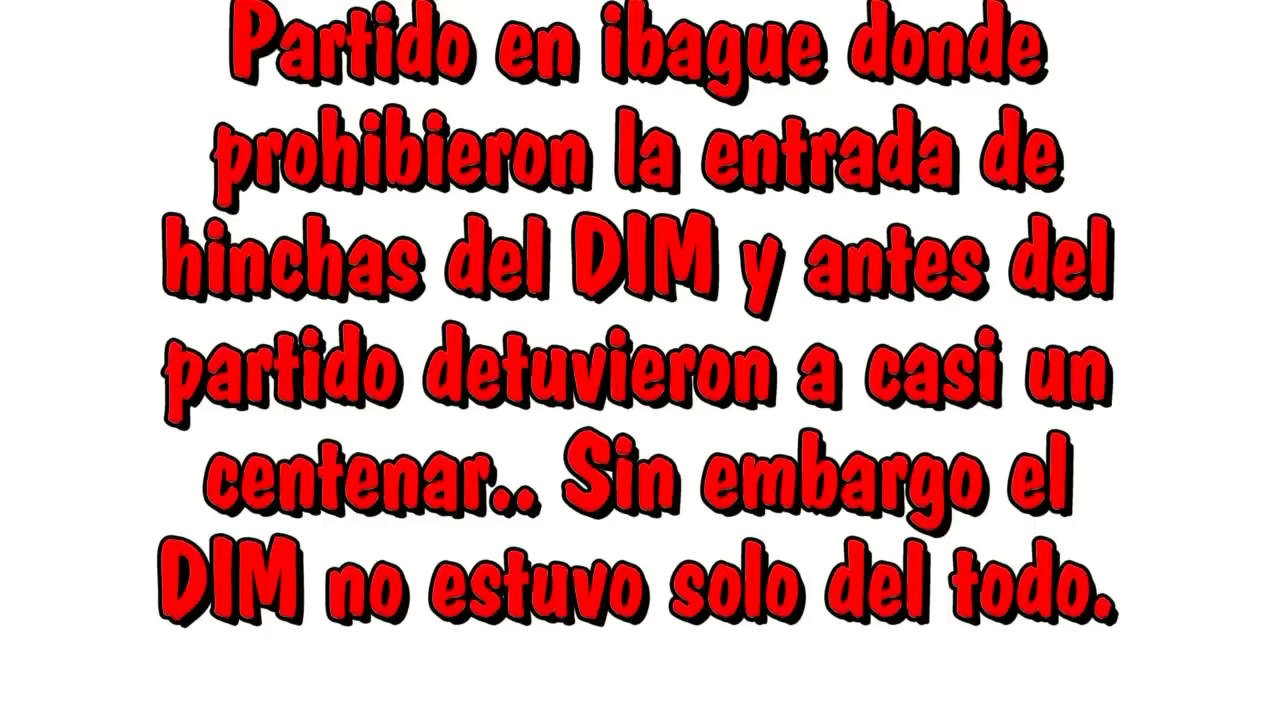 Partido en ibague donde
prohibieron la entrada de
hinchas del DIM y antes del
partido detuvieron a casi un
centenar.. Sin embargo el
DIM no estuvo solo del todo.